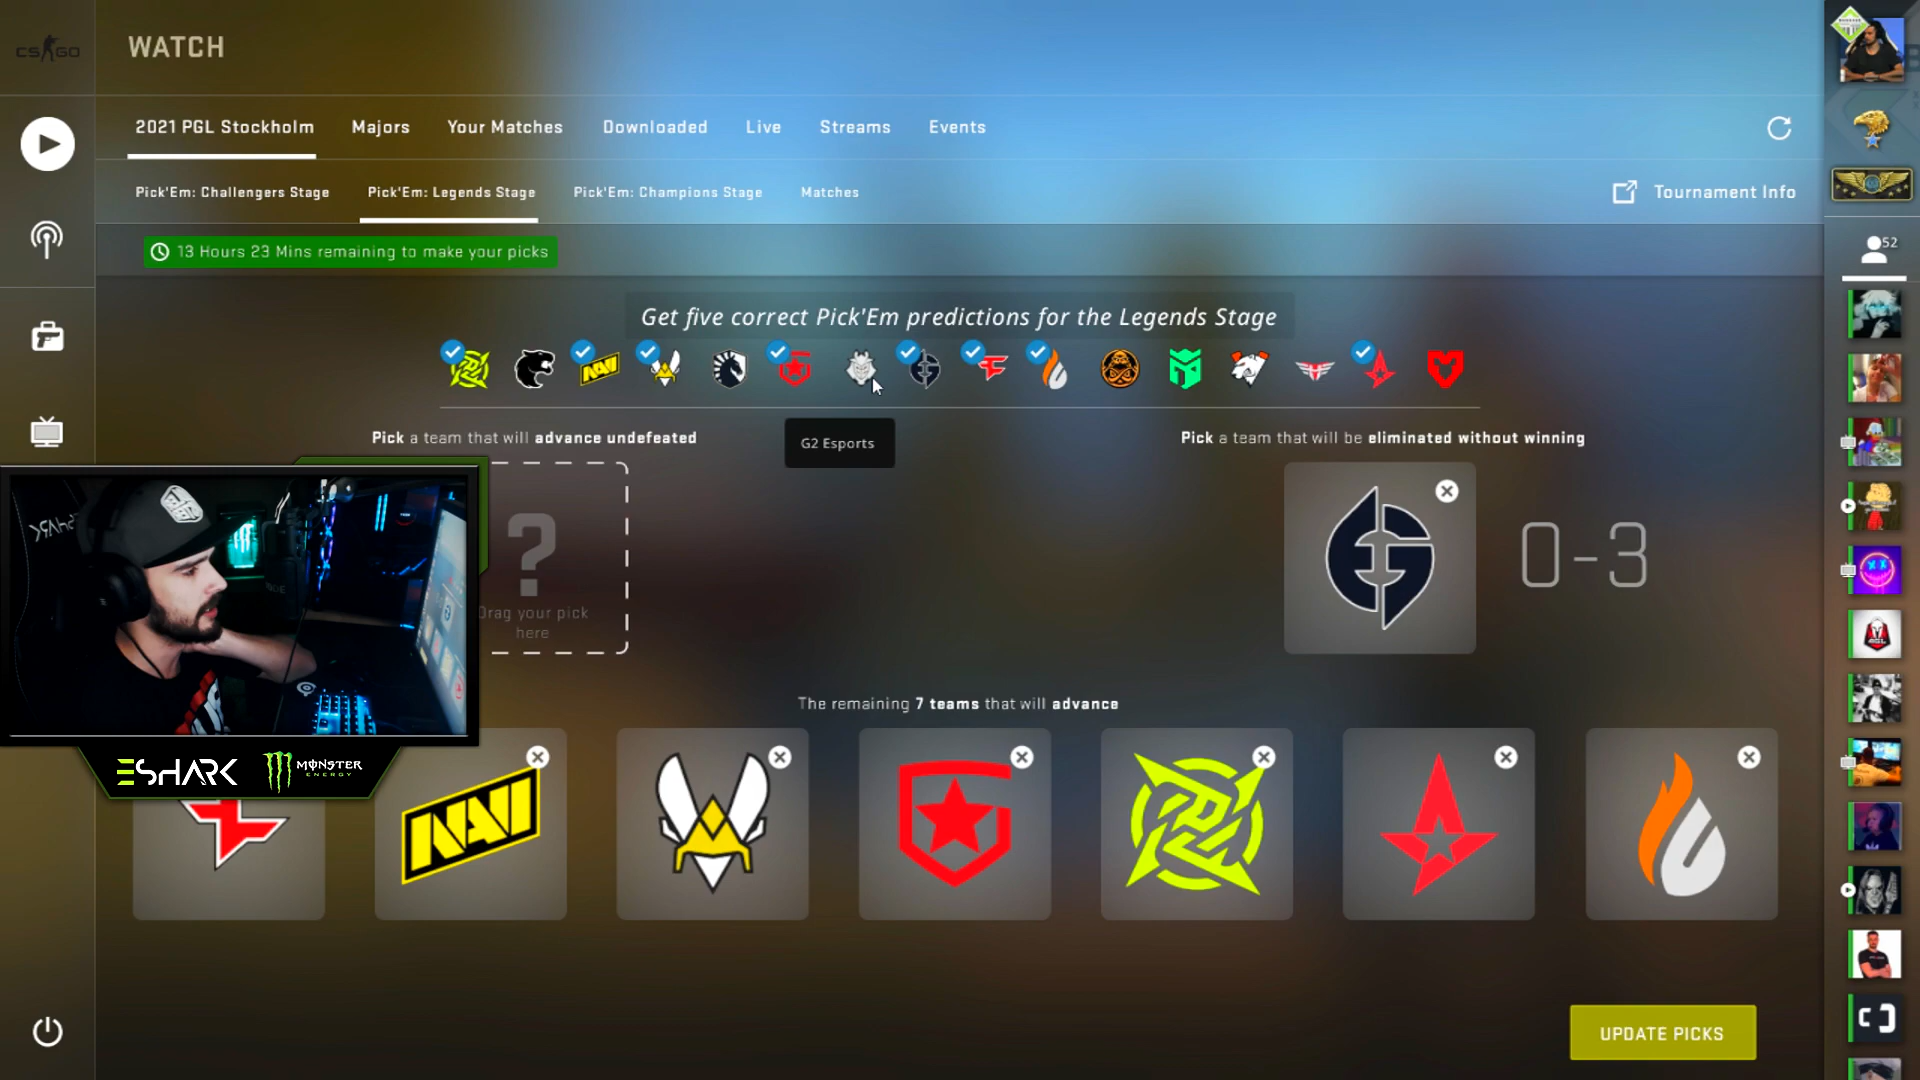 CS GO
WATCH
2021 PGL Stockholm
Majors
Your Matches
Downloaded
Live
Streams
Events
Pick'Em: Challengers Stage
Pick'Em: Legends Stage
Pick'Em: Champions Stage
Matches
Tournament Info
52
13 Hours 23 Mins remaining to make your picks
Get five correct Pick'Em predictions for the Legends Stage
NAVI
Pick a team that will advance undefeated
G2 Esports
Pick a team that will be eliminated without winning
?
Drag your pick
here
0-3
The remaining 7 teams that will advance
ESHARK
MONSTER
ENERGY
NAVI
UPDATE PICKS